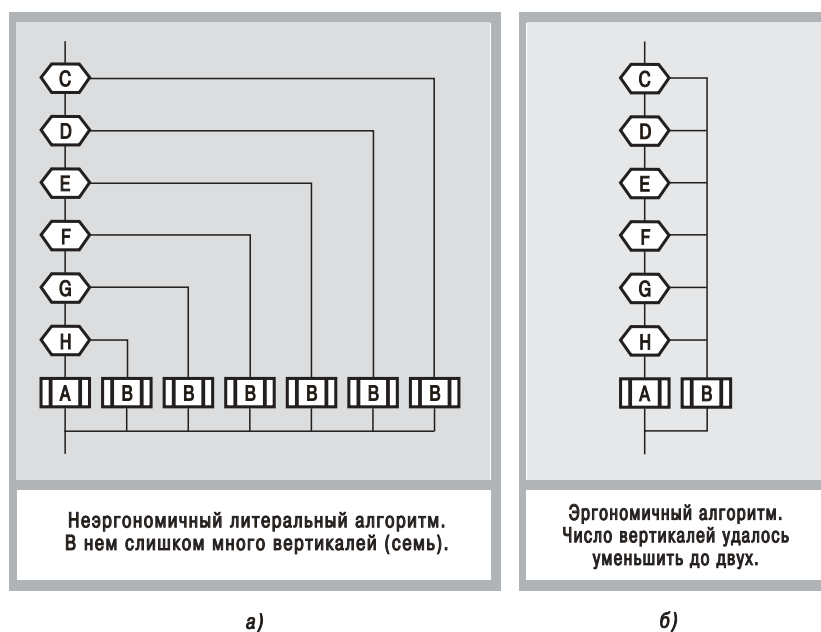 C
D
E
F
G
H
A B B B B B B
Неэргономичный литеральный алгоритм.
В нем слишком много вертикалей (семь).
а)
C
D
E
F
G
H
A B
Эргономичный алгоритм.
Число вертикалей удалось
уменьшить до двух.
б)